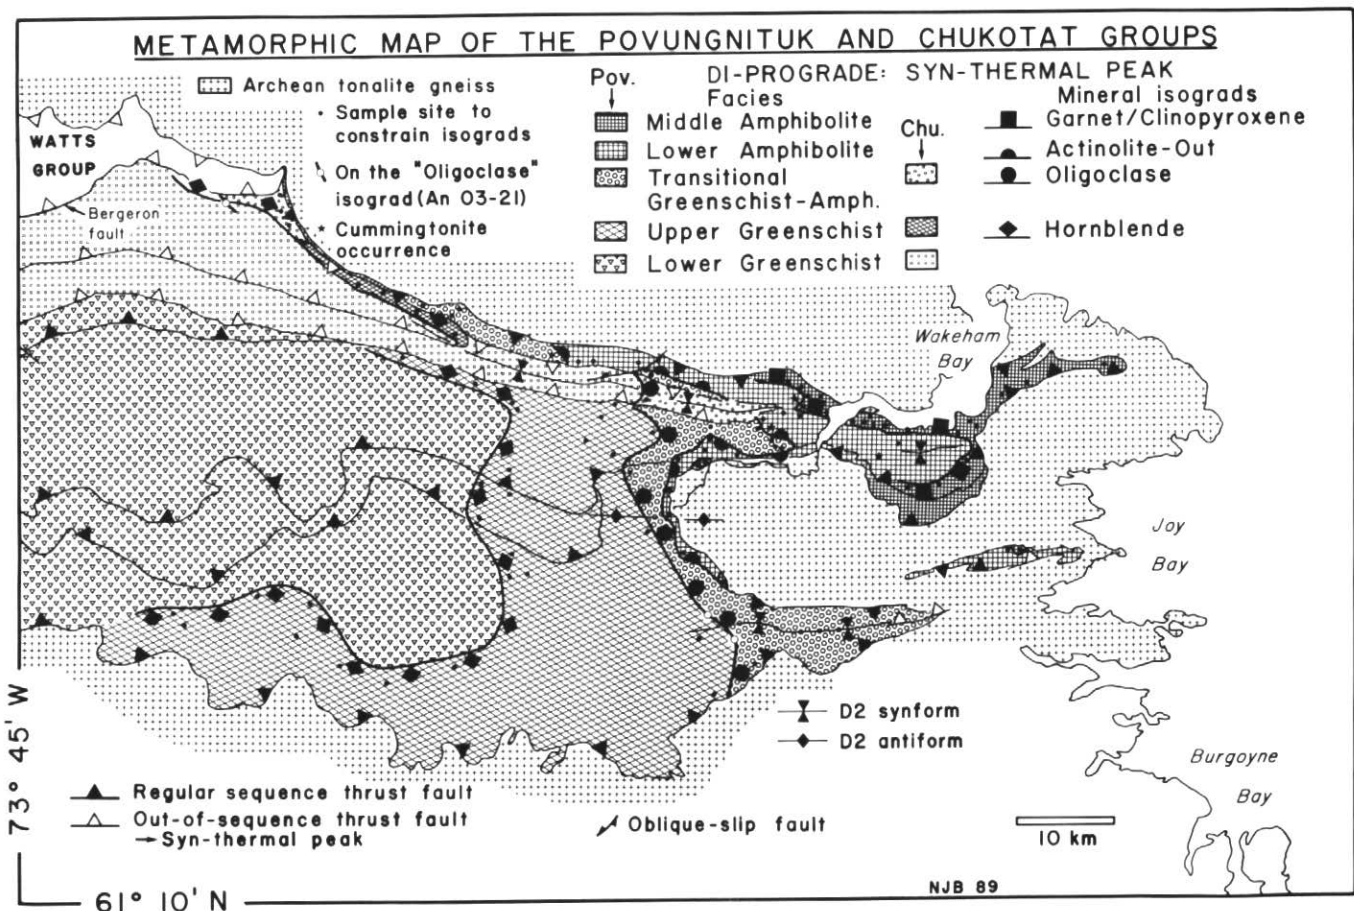 METAMORPHIC MAP OF THE POVUNGNITUK AND CHUKOTAT GROUPS
Archean tonalite gneiss
Sample site to
constrain isograds
On the "Oligoclase"
isograd (An 03-21)
Cummingtonite
occurrence
WATTS
GROUP
Bergeron
fault
Pov.
DI-PROGRADE: SYN-THERMAL PEAK
Facies
Middle Amphibolite
Lower Amphibolite
Transitional
Greenschist-Amph.
Upper Greenschist
Lower Greenschist
Chu.
Mineral isograds
Garnet/Clinopyroxene
Actinolite-Out
Oligoclase
Hornblende
Wakeham
Bay
Joy
Bay
Burgoyne
Bay
D2 synform
D2 antiform
Regular sequence thrust fault
Out-of-sequence thrust fault
Syn-thermal peak
Oblique-slip fault
10 km
NJB 89
73° 45' W
61° 10' N